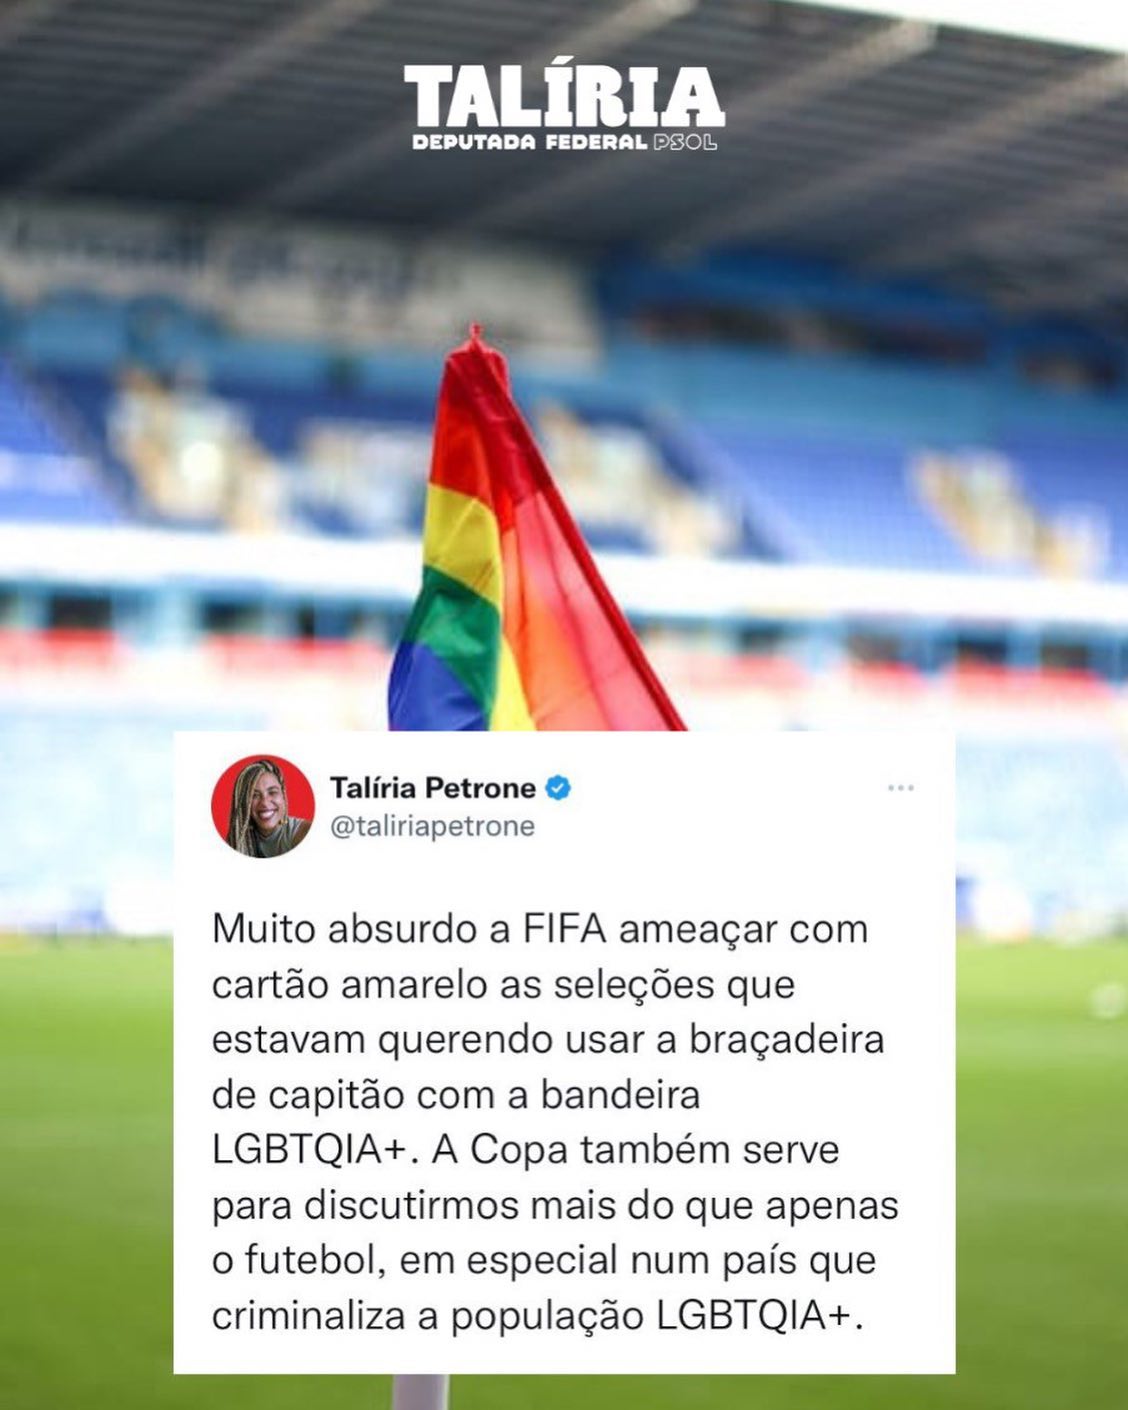 TALÍRIA
DEPUTADA FEDERAL PSOL
Talíria Petrone
@taliriapetrone
Muito absurdo a FIFA ameaçar com
cartão amarelo as seleções que
estavam querendo usar a braçadeira
de capitão com a bandeira
LGBTQIA+. A Copa também serve
para discutirmos mais do que apenas
o futebol, em especial num país que
criminaliza a população LGBTQIA+.